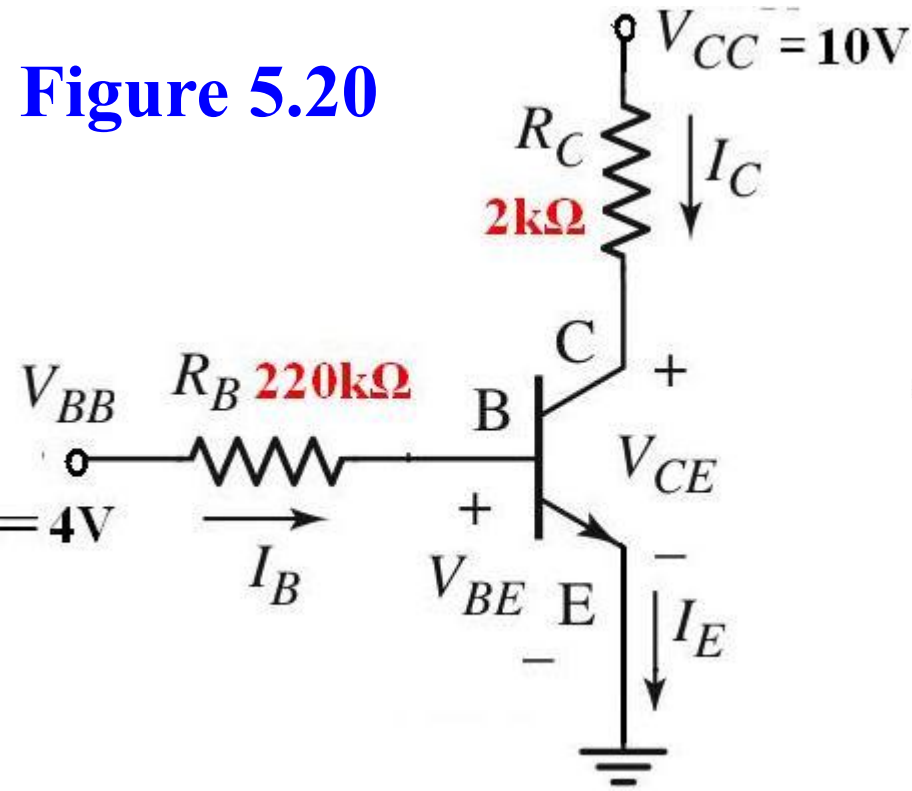 V_CC = 10V
Figure 5.20
R_C
I_C
2kΩ
C
+
V_BB
R_B 220kΩ
B
V_CE
= 4V
+
I_B
V_BE
E
−
I_E
−